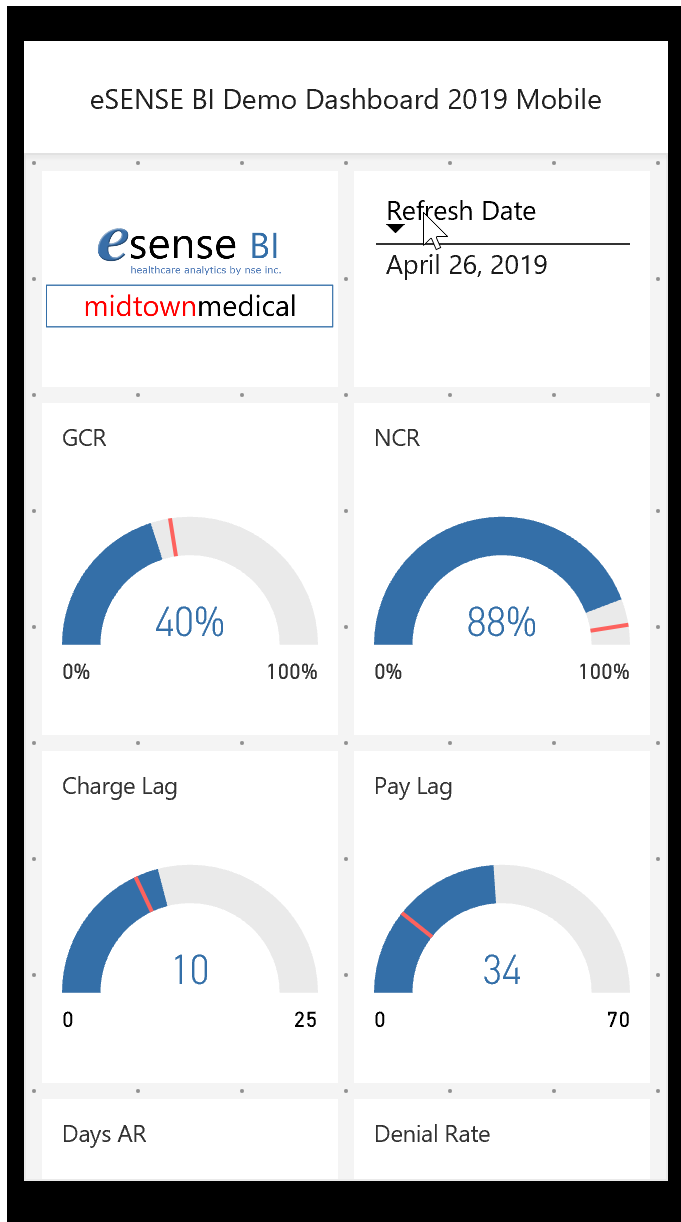 eSENSE BI Demo Dashboard 2019 Mobile
esense BI
healthcare analytics by nse inc.
midtownmedical
Refresh Date
April 26, 2019
GCR
40%
0%
100%
NCR
88%
0%
100%
Charge Lag
10
0
25
Pay Lag
34
0
70
Days AR
Denial Rate